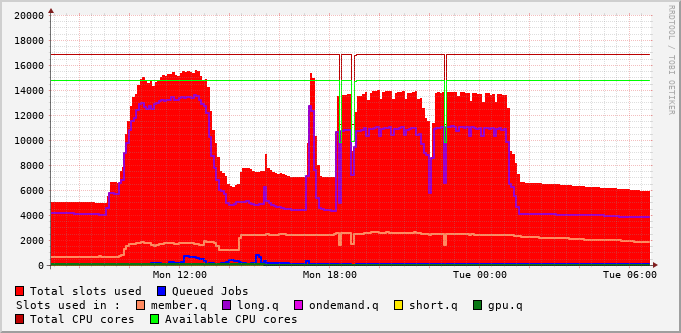 20000
18000
16000
14000
12000
10000
8000
6000
4000
2000
0
Mon 12:00 Mon 18:00 Tue 00:00 Tue 06:00
RRDTOOL / TOBI OETIKER
Total slots used Queued Jobs
Slots used in : member.q long.q ondemand.q short.q gpu.q
Total CPU cores Available CPU cores